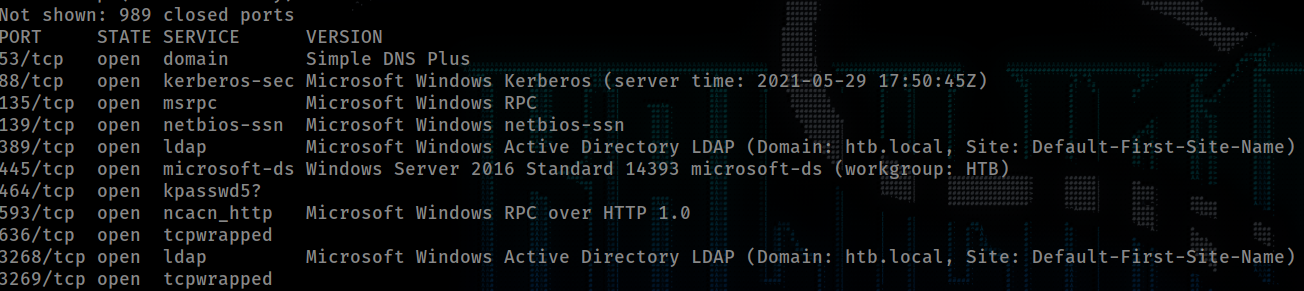 Not shown: 989 closed ports
PORT     STATE SERVICE      VERSION
53/tcp   open  domain       Simple DNS Plus
88/tcp   open  kerberos-sec Microsoft Windows Kerberos (server time: 2021-05-29 17:50:45Z)
135/tcp  open  msrpc        Microsoft Windows RPC
139/tcp  open  netbios-ssn  Microsoft Windows netbios-ssn
389/tcp  open  ldap         Microsoft Windows Active Directory LDAP (Domain: htb.local, Site: Default-First-Site-Name)
445/tcp  open  microsoft-ds Windows Server 2016 Standard 14393 microsoft-ds (workgroup: HTB)
464/tcp  open  kpasswd5?
593/tcp  open  ncacn_http   Microsoft Windows RPC over HTTP 1.0
636/tcp  open  tcpwrapped
3268/tcp open  ldap         Microsoft Windows Active Directory LDAP (Domain: htb.local, Site: Default-First-Site-Name)
3269/tcp open  tcpwrapped